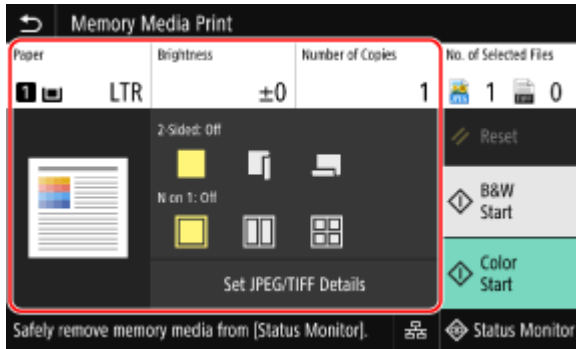 Memory Media Print
Paper
Brightness
Number of Copies
No. of Selected Files
1 LTR
±0
1
JPEG 1
0
2-Sided: Off
N on 1: Off
Set JPEG/TIFF Details
Reset
B&W
Start
Color
Start
Safely remove memory media from [Status Monitor].
Status Monitor